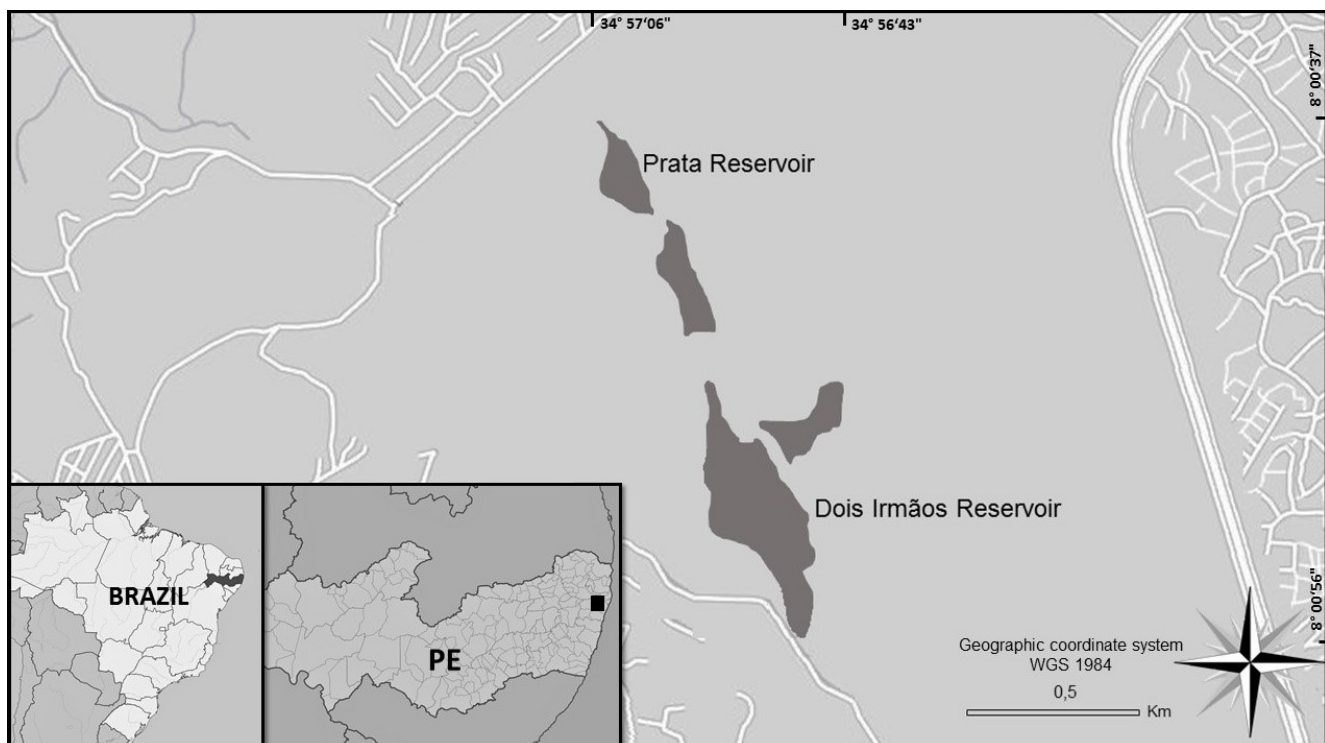 34° 57‘06"
34° 56‘43"
8° 00‘37"
Prata Reservoir
Dois Irmãos Reservoir
8° 00‘56"
BRAZIL
PE
Geographic coordinate system
WGS 1984
0,5
Km